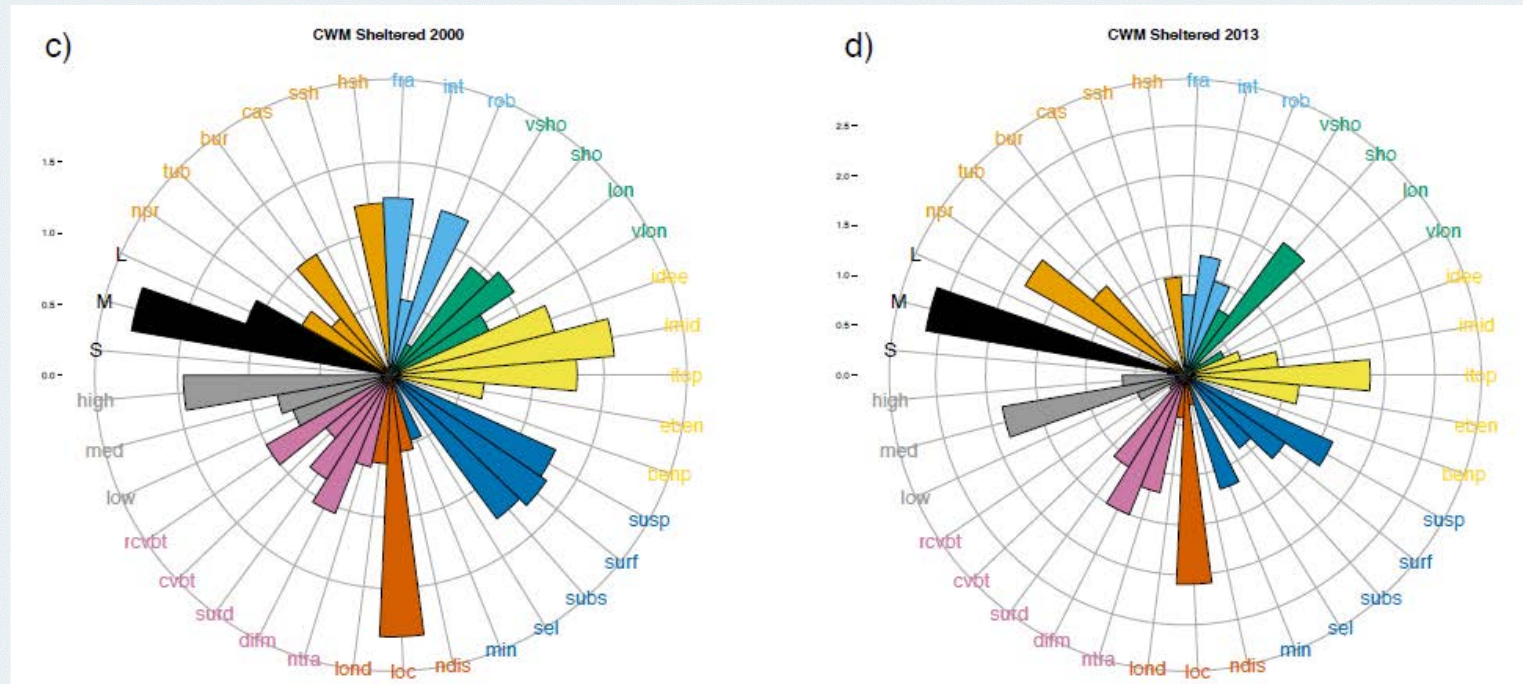 c)
CWM Sheltered 2000
fra
int
rob
vsho
sho
lon
vlon
idee
imid
itop
eben
benp
susp
surf
subs
sel
min
ndis
loc
lond
ntra
difm
surd
cvbt
rcvbt
low
med
high
S
M
L
npr
tub
bur
cas
ssh
hsh
1.5
1.0
0.5
0.0
d)
CWM Sheltered 2013
fra
int
rob
vsho
sho
lon
vlon
idee
imid
itop
eben
benp
susp
surf
subs
sel
min
ndis
loc
lond
ntra
difm
surd
cvbt
rcvbt
low
med
high
S
M
L
npr
tub
bur
cas
ssh
hsh
2.5
2.0
1.5
1.0
0.5
0.0